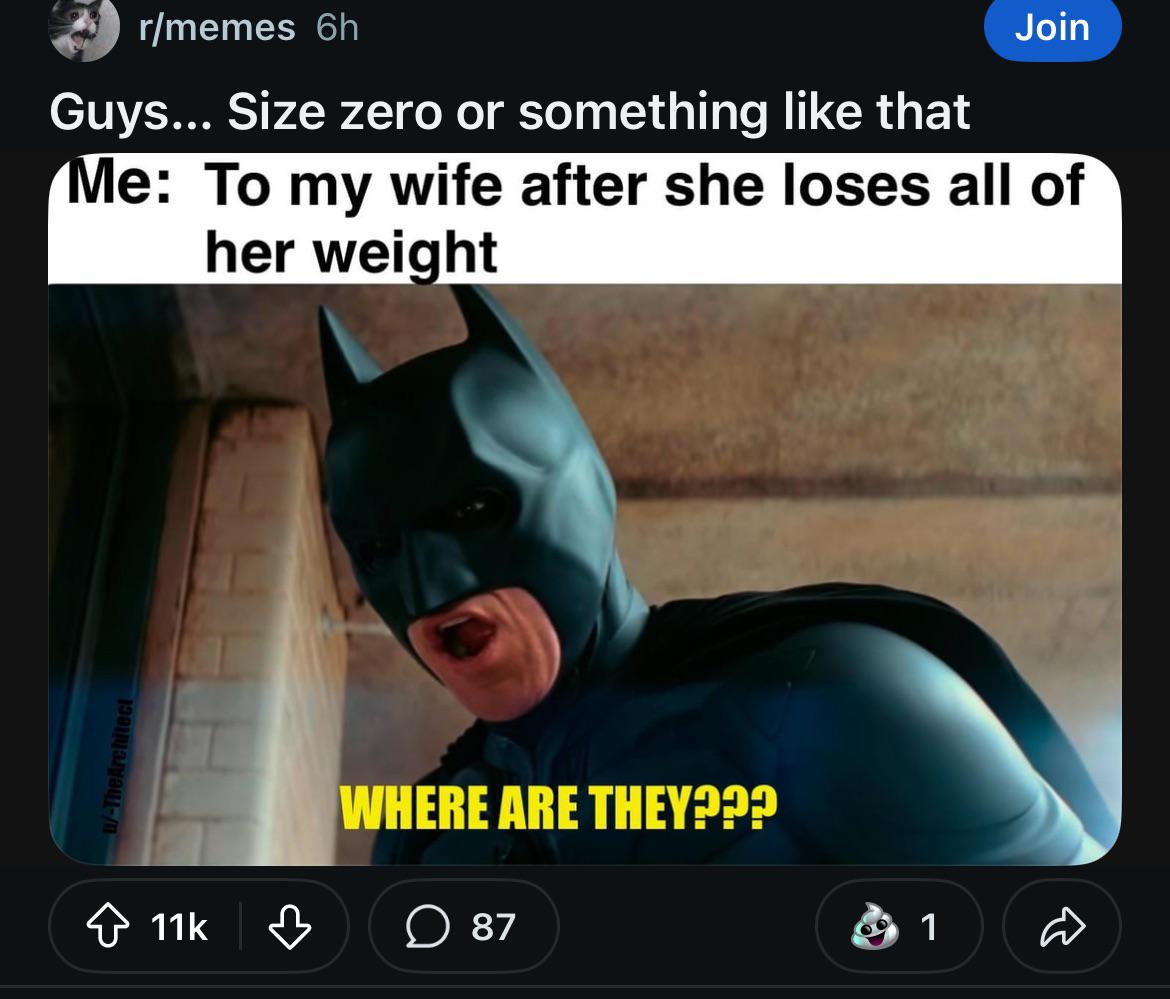 r/memes 6h
Join
Guys... Size zero or something like that
Me: To my wife after she loses all of
her weight
u/-TheArchitect
WHERE ARE THEY???
11k
87
1